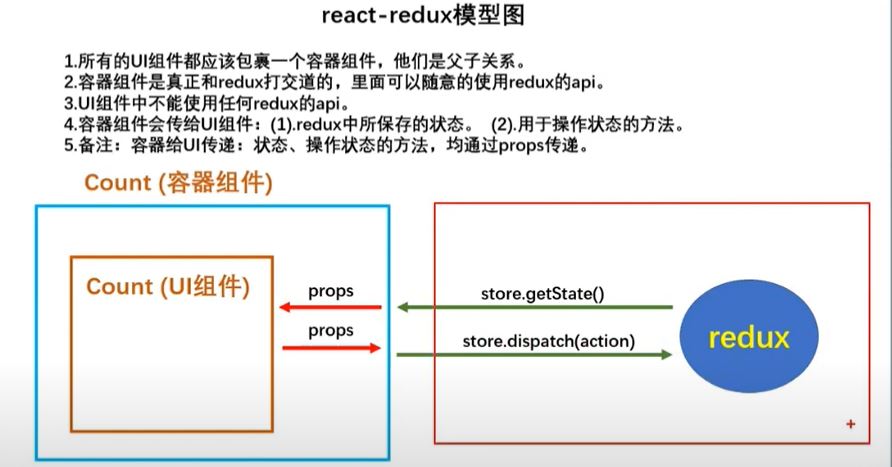 react-redux模型图
1.所有的UI组件都应该包裹一个容器组件，他们是父子关系。
2.容器组件是真正和redux打交道的，里面可以随意的使用redux的api。
3.UI组件中不能使用任何redux的api。
4.容器组件会传给UI组件：(1).redux中所保存的状态。 (2).用于操作状态的方法。
5.备注：容器给UI传递：状态、操作状态的方法，均通过props传递。
Count (容器组件)
Count (UI组件)
props
props
store.getState()
store.dispatch(action)
redux